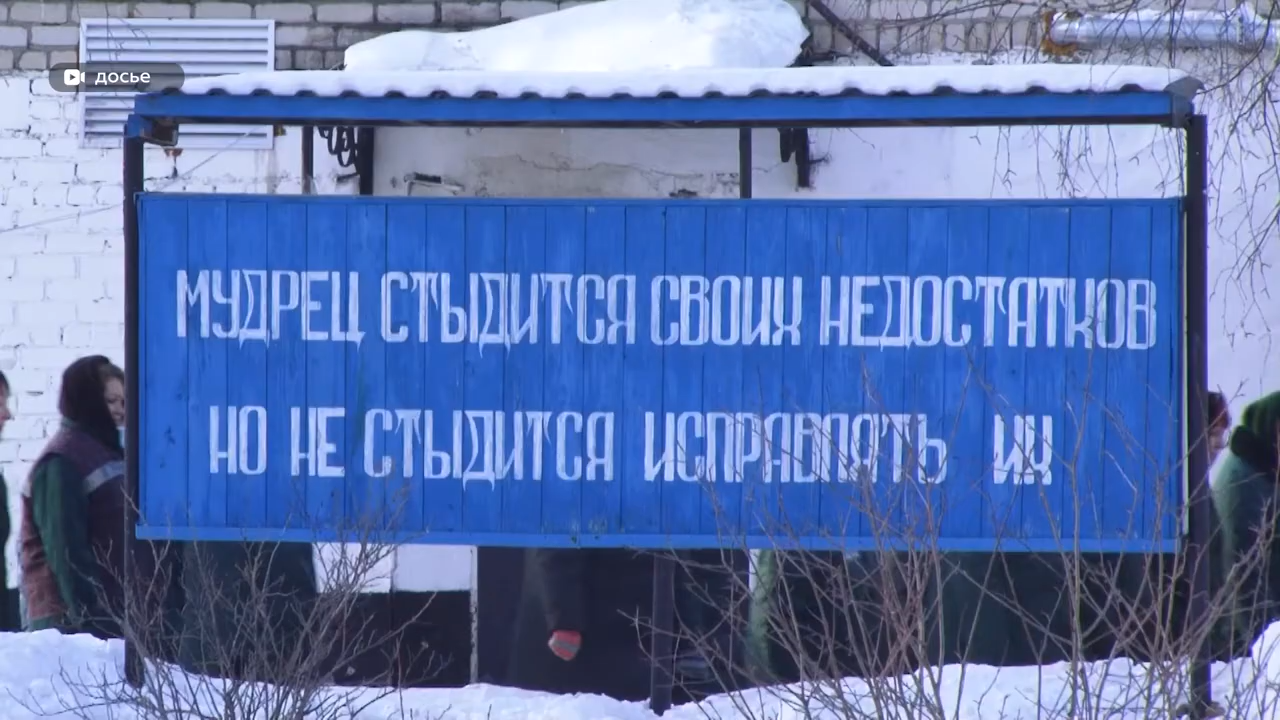 досье
МУДРЕЦ СТЫДИТСЯ СВОИХ НЕДОСТАТКОВ
НО НЕ СТЫДИТСЯ ИСПРАВЛЯТЬ ИХ